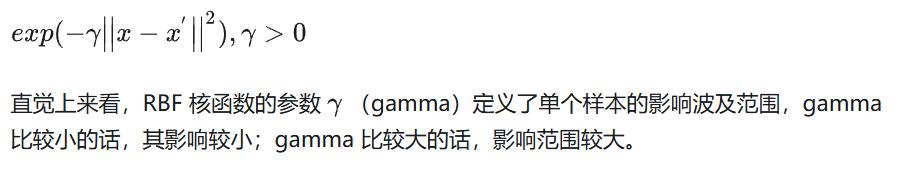 exp(−γ||x − x′||²), γ > 0
直觉上来看，RBF 核函数的参数 γ （gamma）定义了单个样本的影响波及范围，gamma
比较小的话，其影响较小；gamma 比较大的话，影响范围较大。